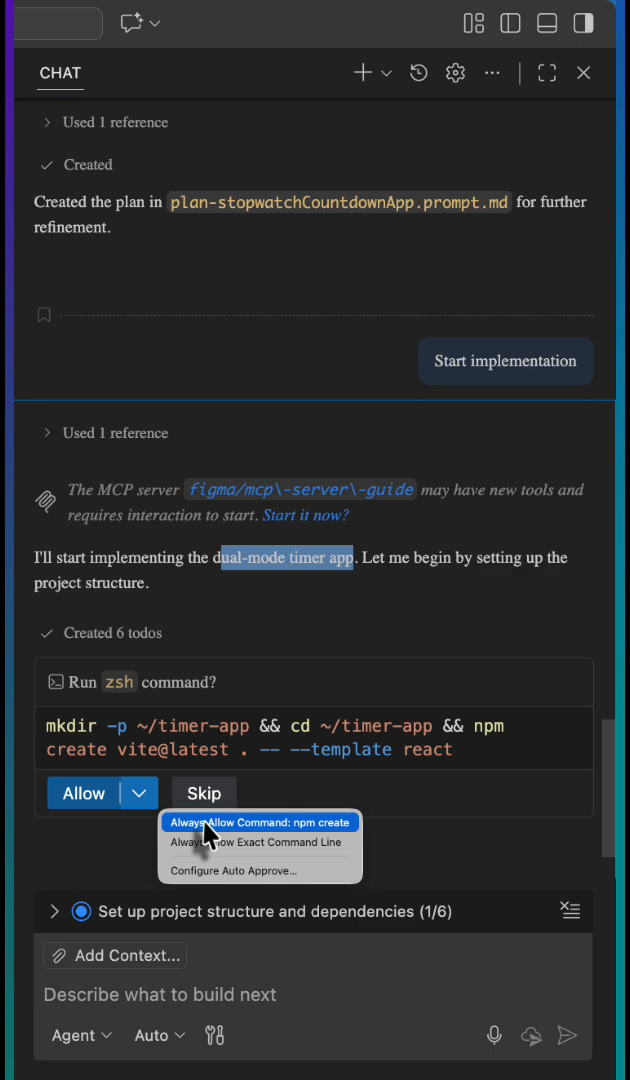 CHAT
Used 1 reference
Created
Created the plan in plan-stopwatchCountdownApp.prompt.md for further
refinement.
Start implementation
Used 1 reference
The MCP server figma/mcp\-server\-guide may have new tools and
requires interaction to start. Start it now?
I'll start implementing the dual-mode timer app. Let me begin by setting up the
project structure.
Created 6 todos
Run zsh command?
mkdir -p ~/timer-app && cd ~/timer-app && npm
create vite@latest . -- --template react
Allow
Skip
Always Allow Command: npm create
Always Allow Exact Command Line
Configure Auto Approve...
Set up project structure and dependencies (1/6)
Add Context...
Describe what to build next
Agent
Auto